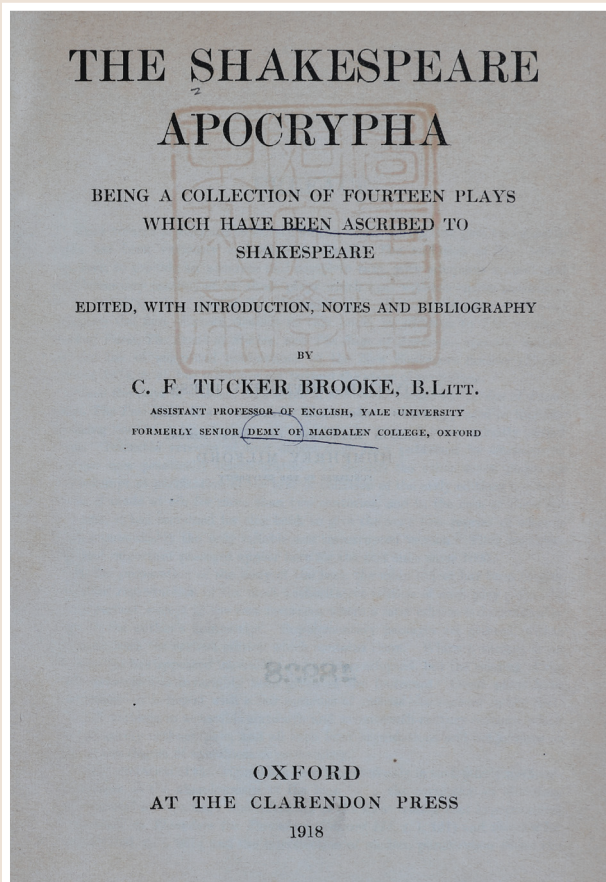 THE SHAKESPEARE
APOCRYPHA
BEING A COLLECTION OF FOURTEEN PLAYS
WHICH HAVE BEEN ASCRIBED TO
SHAKESPEARE
EDITED, WITH INTRODUCTION, NOTES AND BIBLIOGRAPHY
BY
C. F. TUCKER BROOKE, B.LITT.
ASSISTANT PROFESSOR OF ENGLISH, YALE UNIVERSITY
FORMERLY SENIOR DEMY OF MAGDALEN COLLEGE, OXFORD
OXFORD
AT THE CLARENDON PRESS
1918